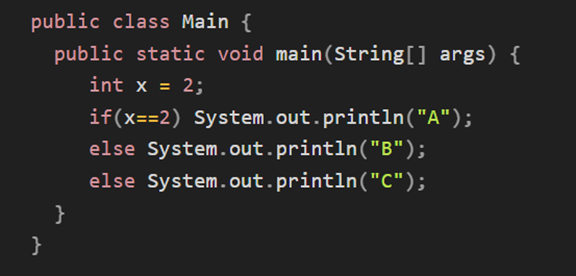 public class Main {
public static void main(String[] args) {
int x = 2;
if(x==2) System.out.println("A");
else System.out.println("B");
else System.out.println("C");
}
}